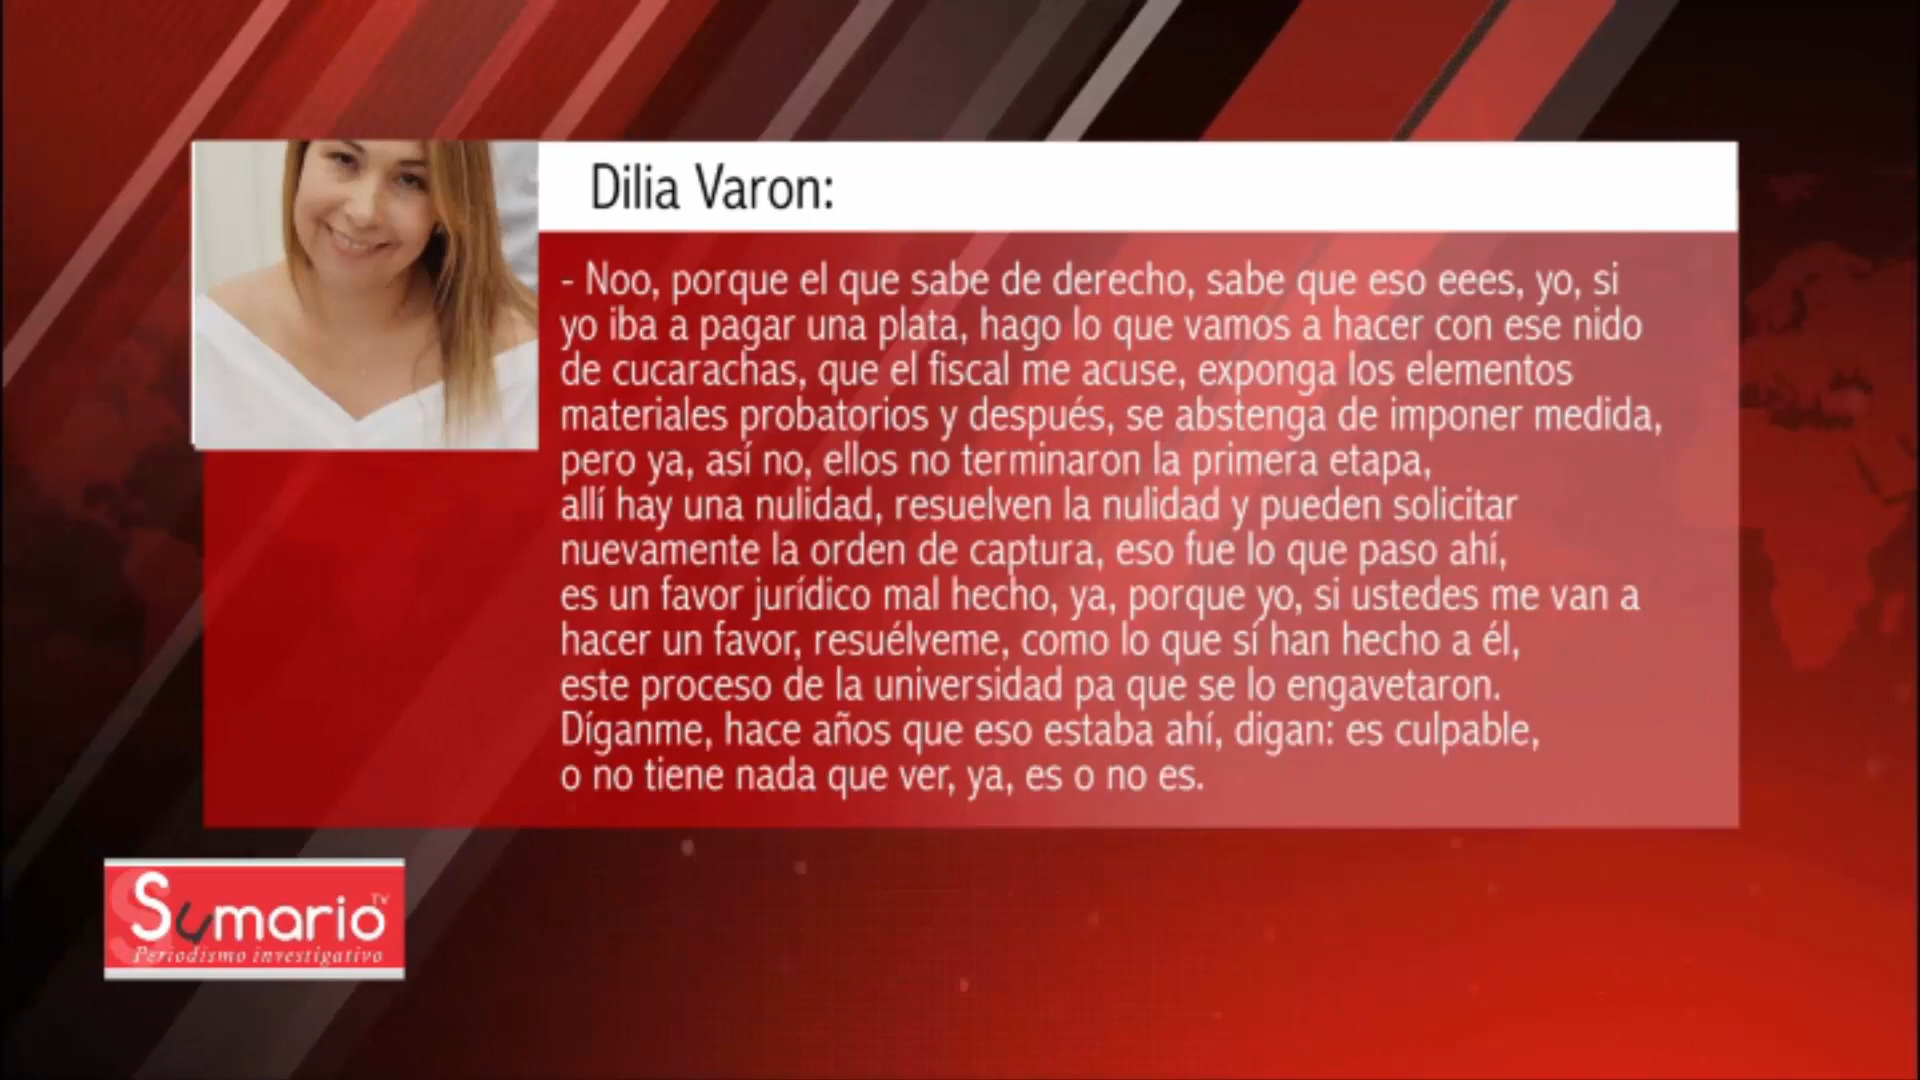 Dilia Varon:
- Noo, porque el que sabe de derecho, sabe que eso eees, yo, si
yo iba a pagar una plata, hago lo que vamos a hacer con ese nido
de cucarachas, que el fiscal me acuse, exponga los elementos
materiales probatorios y después, se abstenga de imponer medida,
pero ya, así no, ellos no terminaron la primera etapa,
allí hay una nulidad, resuelven la nulidad y pueden solicitar
nuevamente la orden de captura, eso fue lo que paso ahí,
es un favor jurídico mal hecho, ya, porque yo, si ustedes me van a
hacer un favor, resuélveme, como lo que sí han hecho a él,
este proceso de la universidad pa que se lo engavetaron.
Díganme, hace años que eso estaba ahí, digan: es culpable,
o no tiene nada que ver, ya, es o no es.
Sumario TV
Periodismo investigativo